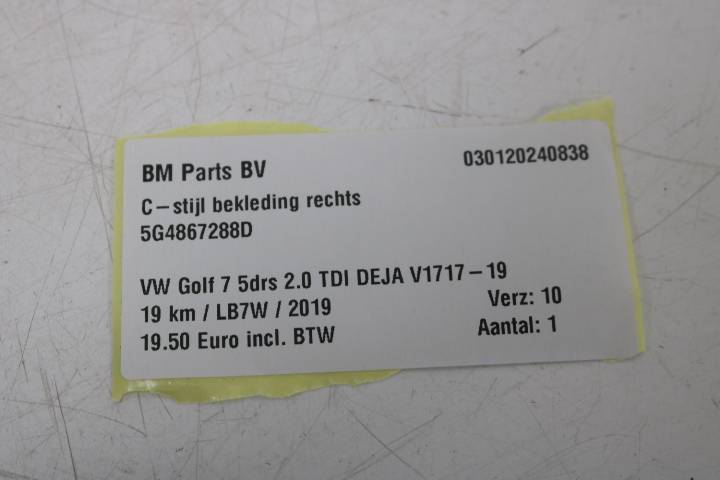 BM Parts BV 030120240838
C-stijl bekleding rechts
5G4867288D
VW Golf 7 5drs 2.0 TDI DEJA V1717-19
19 km / LB7W / 2019 Verz: 10
19.50 Euro incl. BTW Aantal: 1